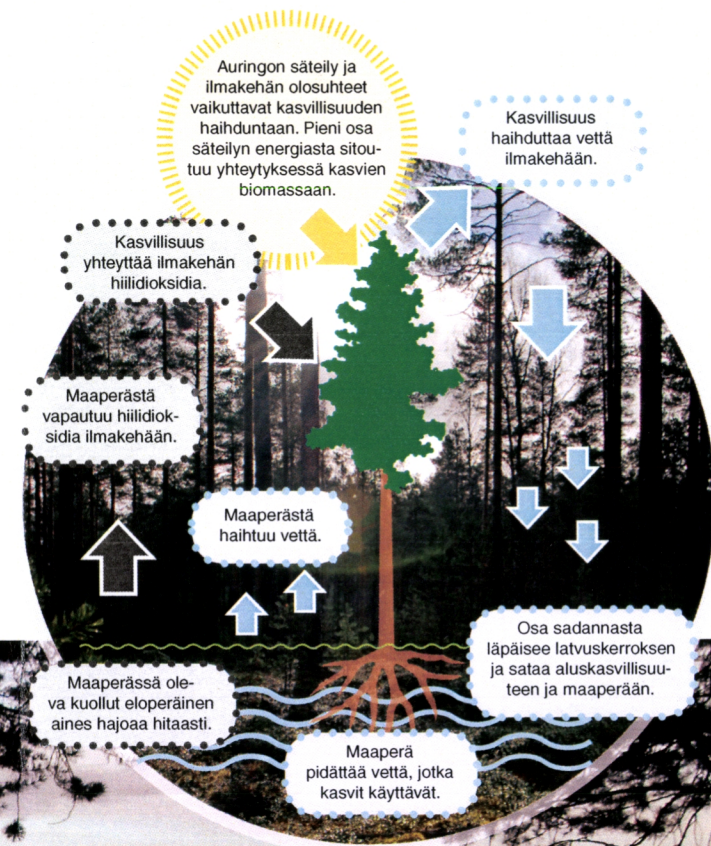 Auringon säteily ja
ilmakehän olosuhteet
vaikuttavat kasvillisuuden
haihduntaan. Pieni osa
säteilyn energiasta sitou-
tuu yhteytyksessä kasvien
biomassaan.
Kasvillisuus
haihduttaa vettä
ilmakehään.
Kasvillisuus
yhteyttää ilmakehän
hiilidioksidia.
Maaperästä
vapautuu hiilidiok-
sidia ilmakehään.
Maaperästä
haihtuu vettä.
Osa sadannasta
läpäisee latvuskerroksen
ja sataa aluskasvillisuu-
teen ja maaperään.
Maaperässä ole-
va kuollut eloperäinen
aines hajoaa hitaasti.
Maaperä
pidättää vettä, jotka
kasvit käyttävät.